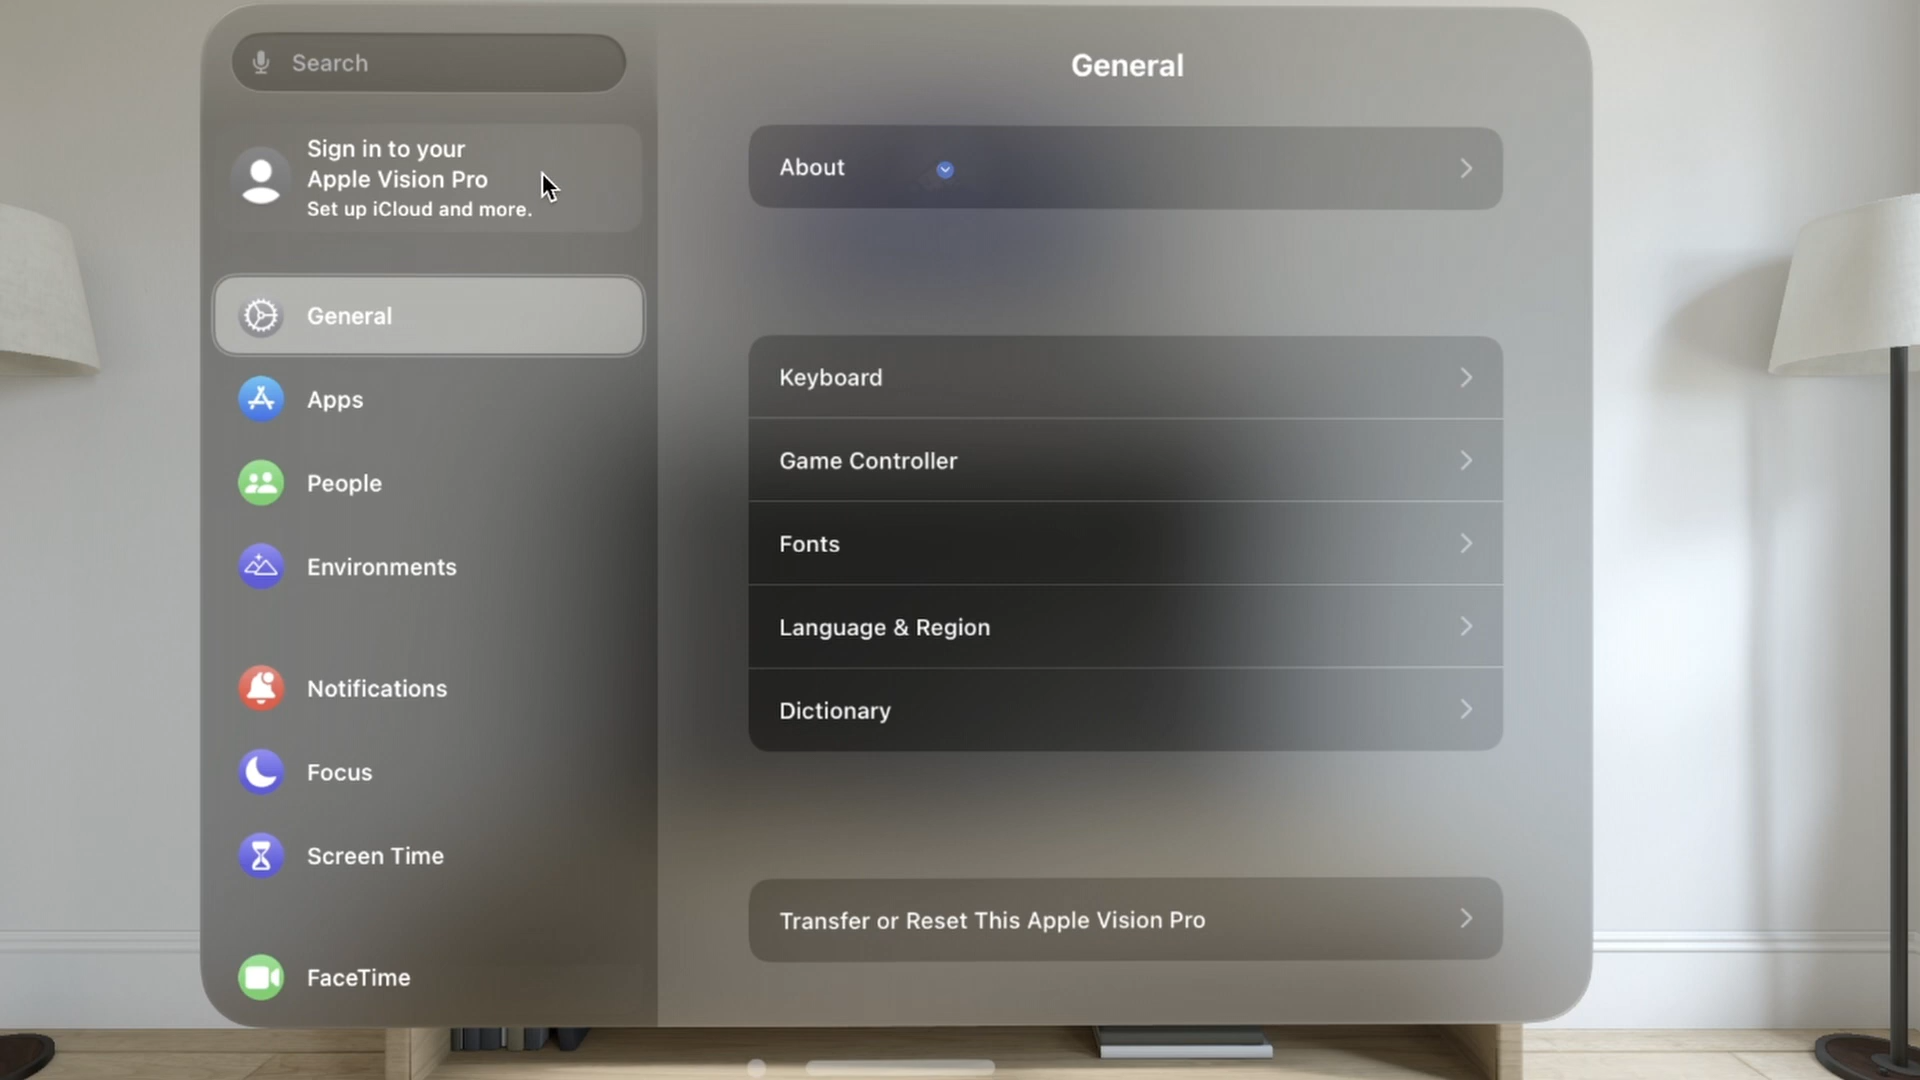 Search
Sign in to your
Apple Vision Pro
Set up iCloud and more.
General
Apps
People
Environments
Notifications
Focus
Screen Time
FaceTime
General
About
Keyboard
Game Controller
Fonts
Language & Region
Dictionary
Transfer or Reset This Apple Vision Pro